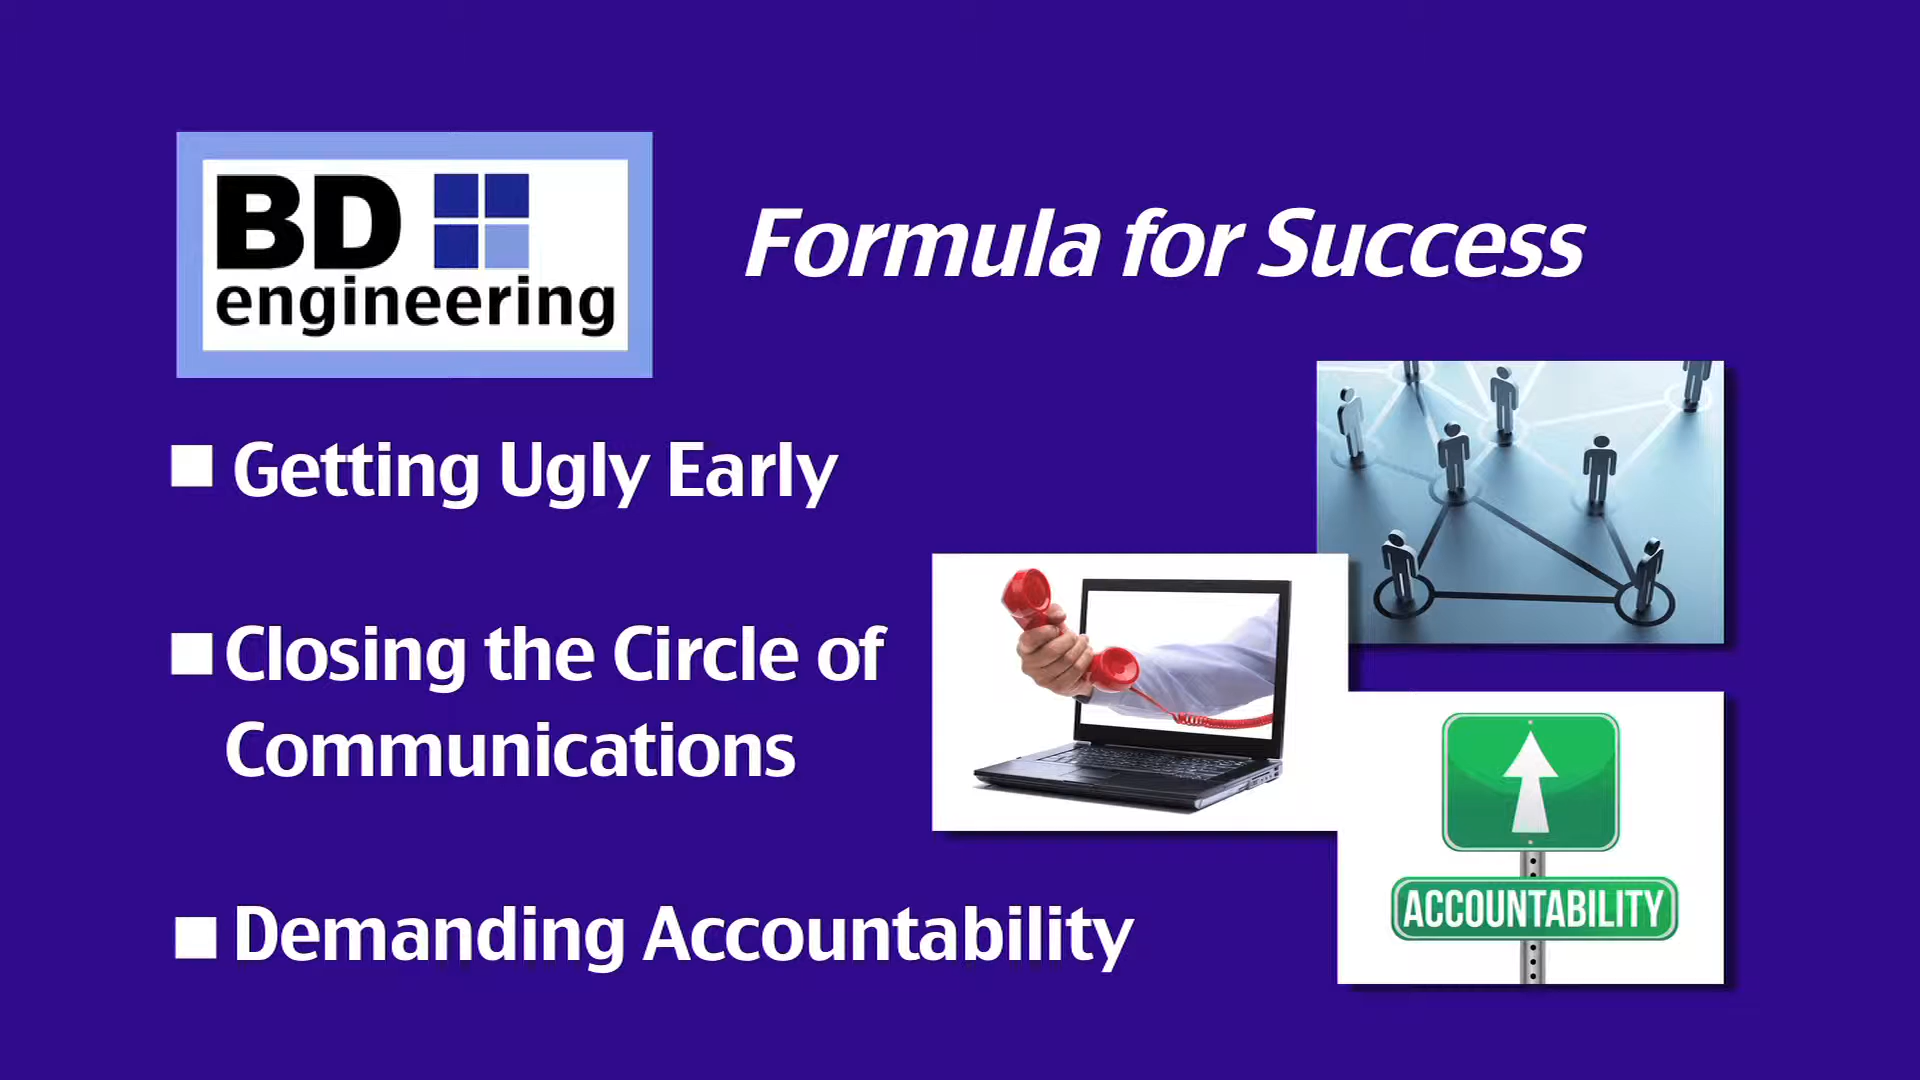 BD
engineering
Formula for Success
Getting Ugly Early
Closing the Circle of
Communications
Demanding Accountability
ACCOUNTABILITY